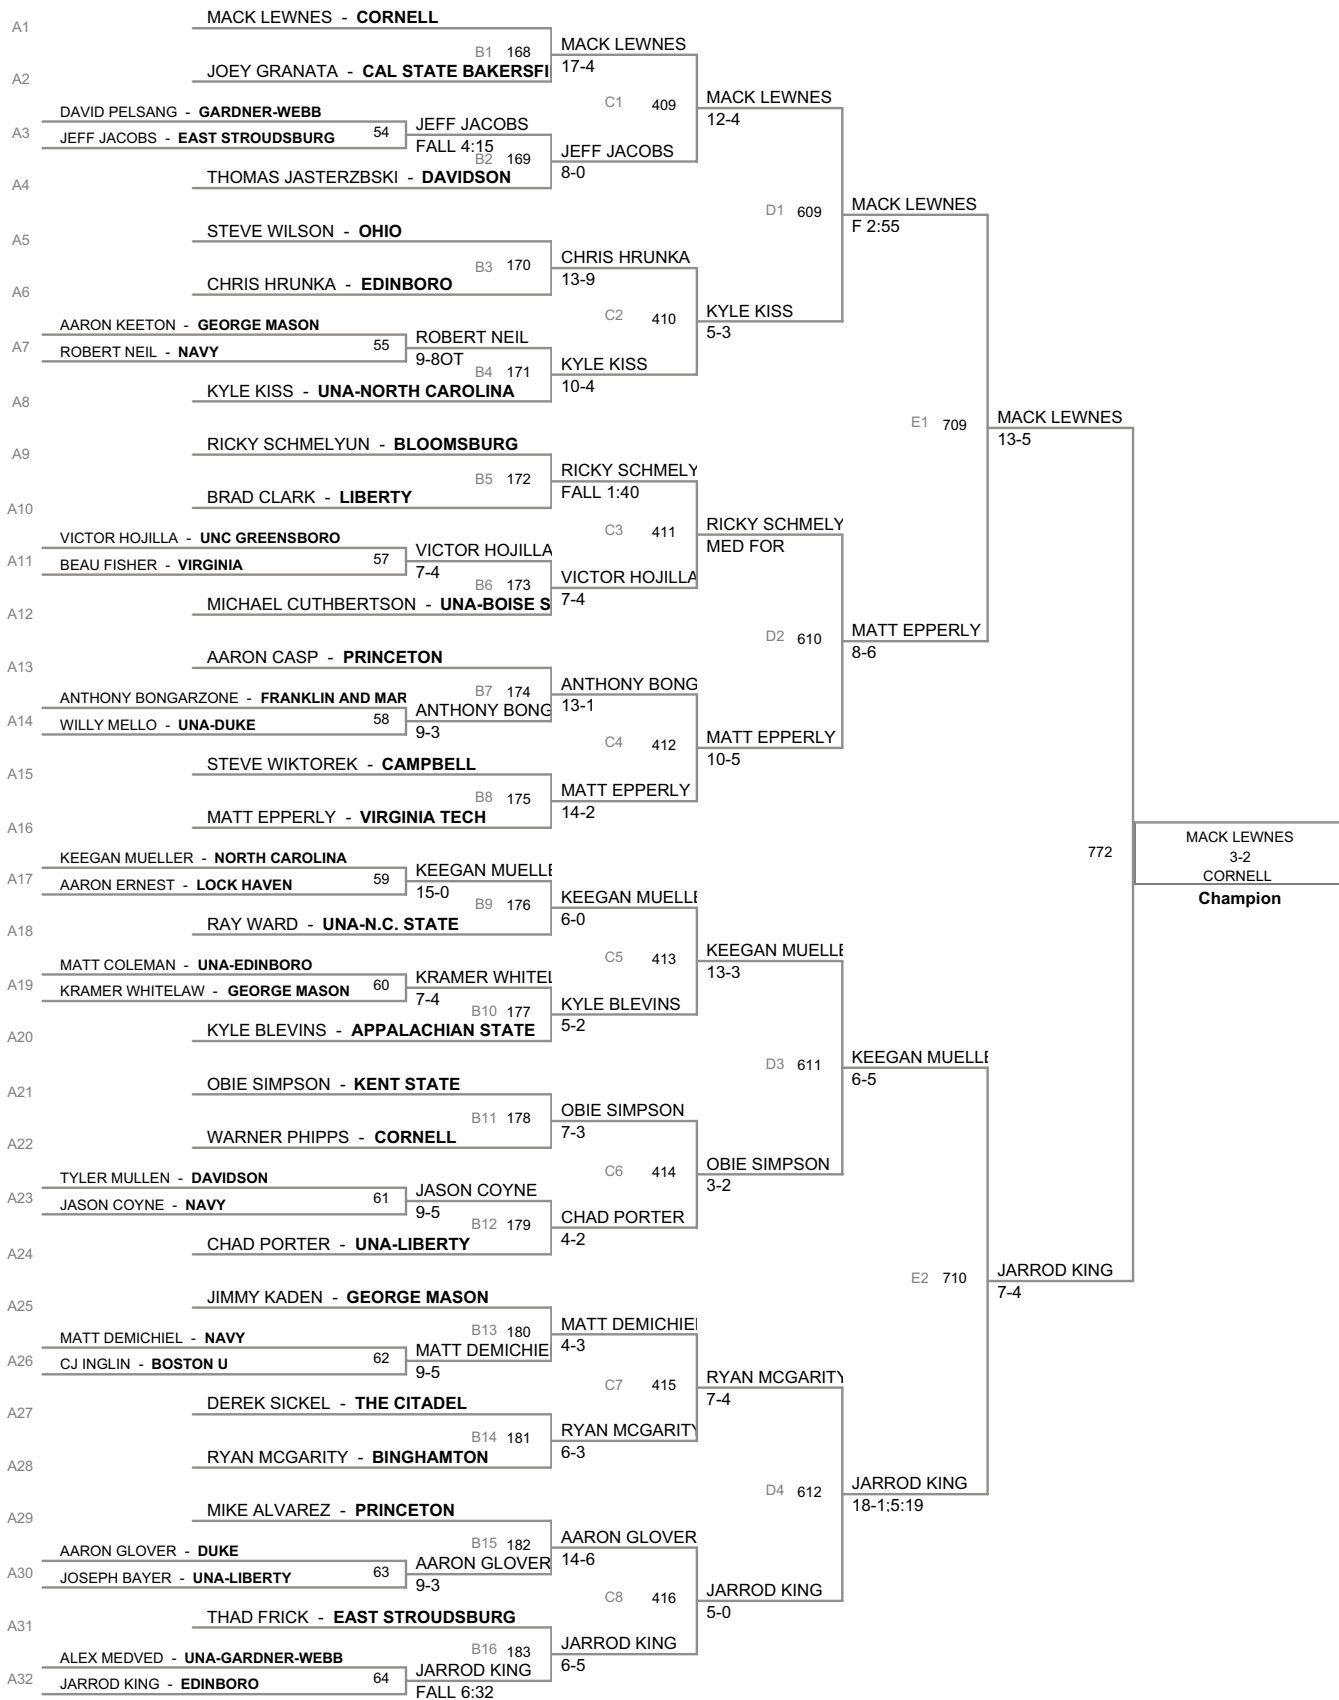 A1
MACK LEWNES - CORNELL
B1 168
MACK LEWNES
17-4
A2
JOEY GRANATA - CAL STATE BAKERSFI
C1 409
MACK LEWNES
12-4
DAVID PELSANG - GARDNER-WEBB
A3
54
JEFF JACOBS
FALL 4:15
JEFF JACOBS - EAST STROUDSBURG
B2 169
JEFF JACOBS
8-0
A4
THOMAS JASTERZBSKI - DAVIDSON
D1 609
MACK LEWNES
F 2:55
A5
STEVE WILSON - OHIO
B3 170
CHRIS HRUNKA
13-9
A6
CHRIS HRUNKA - EDINBORO
C2 410
KYLE KISS
5-3
AARON KEETON - GEORGE MASON
A7
55
ROBERT NEIL
9-8OT
ROBERT NEIL - NAVY
B4 171
KYLE KISS
10-4
A8
KYLE KISS - UNA-NORTH CAROLINA
E1 709
MACK LEWNES
13-5
A9
RICKY SCHMELYUN - BLOOMSBURG
B5 172
RICKY SCHMELY
FALL 1:40
A10
BRAD CLARK - LIBERTY
C3 411
RICKY SCHMELY
MED FOR
VICTOR HOJILLA - UNC GREENSBORO
A11
57
VICTOR HOJILLA
7-4
BEAU FISHER - VIRGINIA
B6 173
VICTOR HOJILLA
7-4
A12
MICHAEL CUTHBERTSON - UNA-BOISE S
D2 610
MATT EPPERLY
8-6
A13
AARON CASP - PRINCETON
B7 174
ANTHONY BONG
13-1
ANTHONY BONGARZONE - FRANKLIN AND MAR
A14
58
ANTHONY BONG
9-3
WILLY MELLO - UNA-DUKE
C4 412
MATT EPPERLY
10-5
A15
STEVE WIKTOREK - CAMPBELL
B8 175
MATT EPPERLY
14-2
A16
MATT EPPERLY - VIRGINIA TECH
772
MACK LEWNES
3-2
CORNELL
Champion
KEEGAN MUELLER - NORTH CAROLINA
A17
59
KEEGAN MUELLE
15-0
AARON ERNEST - LOCK HAVEN
B9 176
KEEGAN MUELLE
6-0
A18
RAY WARD - UNA-N.C. STATE
C5 413
KEEGAN MUELLE
13-3
MATT COLEMAN - UNA-EDINBORO
A19
60
KRAMER WHITEL
7-4
KRAMER WHITELAW - GEORGE MASON
B10 177
KYLE BLEVINS
5-2
A20
KYLE BLEVINS - APPALACHIAN STATE
D3 611
KEEGAN MUELLE
6-5
A21
OBIE SIMPSON - KENT STATE
B11 178
OBIE SIMPSON
7-3
A22
WARNER PHIPPS - CORNELL
C6 414
OBIE SIMPSON
3-2
TYLER MULLEN - DAVIDSON
A23
61
JASON COYNE
9-5
JASON COYNE - NAVY
B12 179
CHAD PORTER
4-2
A24
CHAD PORTER - UNA-LIBERTY
E2 710
JARROD KING
7-4
A25
JIMMY KADEN - GEORGE MASON
B13 180
MATT DEMICHIE
4-3
MATT DEMICHIEL - NAVY
A26
62
MATT DEMICHIE
9-5
CJ INGLIN - BOSTON U
C7 415
RYAN MCGARITY
7-4
A27
DEREK SICKEL - THE CITADEL
B14 181
RYAN MCGARITY
6-3
A28
RYAN MCGARITY - BINGHAMTON
D4 612
JARROD KING
18-1;5:19
A29
MIKE ALVAREZ - PRINCETON
B15 182
AARON GLOVER
14-6
AARON GLOVER - DUKE
A30
63
AARON GLOVER
9-3
JOSEPH BAYER - UNA-LIBERTY
C8 416
JARROD KING
5-0
A31
THAD FRICK - EAST STROUDSBURG
B16 183
JARROD KING
6-5
ALEX MEDVED - UNA-GARDNER-WEBB
A32
64
JARROD KING
FALL 6:32
JARROD KING - EDINBORO